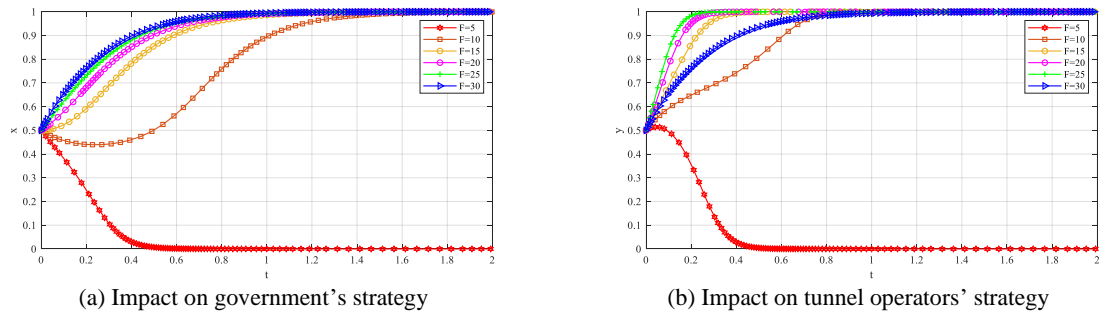 1
0.9
0.8
0.7
0.6
x
0.5
0.4
0.3
0.2
0.1
0
0 0.2 0.4 0.6 0.8 1 1.2 1.4 1.6 1.8 2
t
F=5
F=10
F=15
F=20
F=25
F=30
(a) Impact on government's strategy
1
0.9
0.8
0.7
0.6
y
0.5
0.4
0.3
0.2
0.1
0
0 0.2 0.4 0.6 0.8 1 1.2 1.4 1.6 1.8 2
t
F=5
F=10
F=15
F=20
F=25
F=30
(b) Impact on tunnel operators' strategy